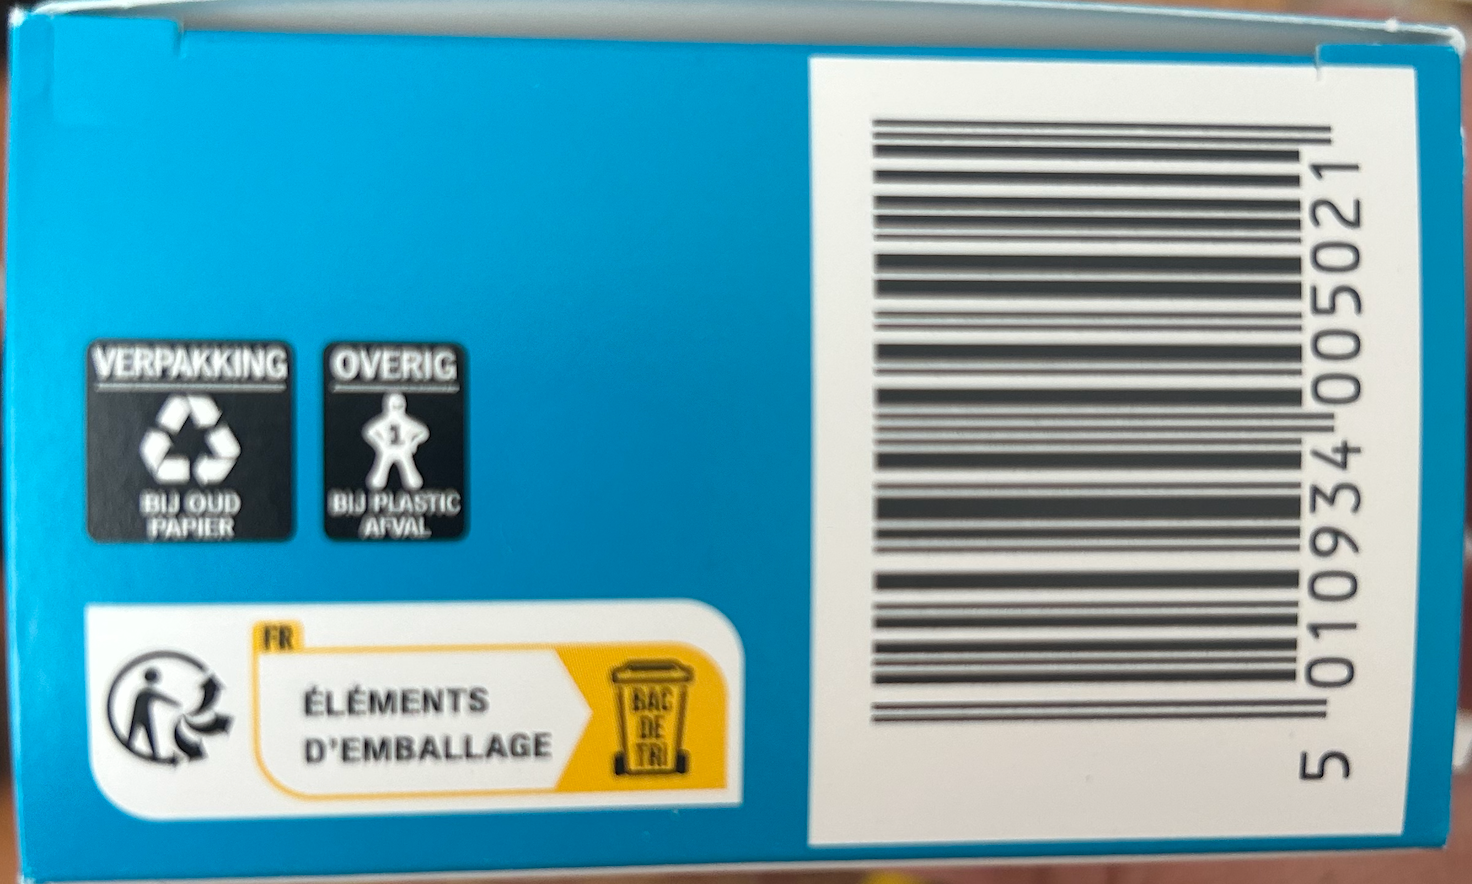 VERPAKKING
BIJ OUD
PAPIER
OVERIG
1
BIJ PLASTIC
AFVAL
FR
ÉLÉMENTS
D'EMBALLAGE
BAC
DE
TRI
5 010934 005021